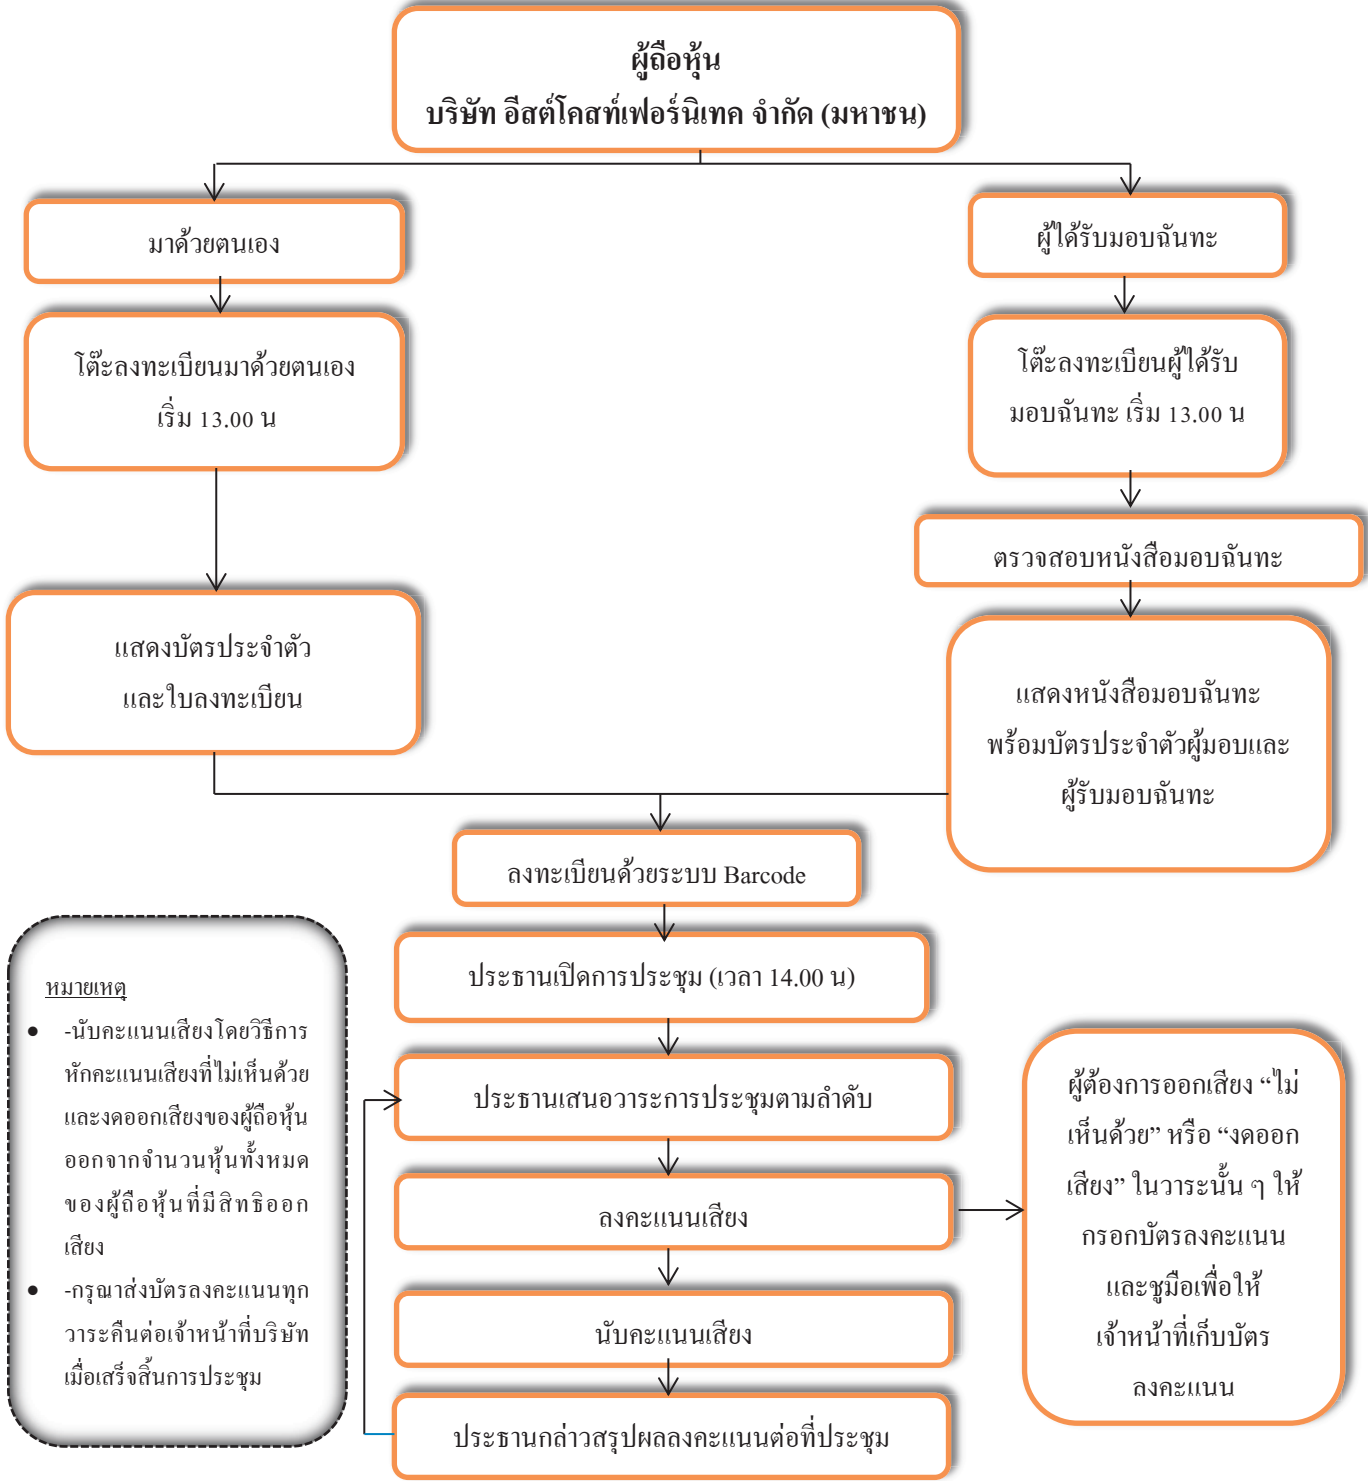 ผู้ถือหุ้น
บริษัท อีสต์โคสท์เฟอร์นิเทค จำกัด (มหาชน)
มาด้วยตนเอง
ผู้ได้รับมอบฉันทะ
โต๊ะลงทะเบียนมาด้วยตนเอง
เริ่ม 13.00 น
โต๊ะลงทะเบียนผู้ได้รับ
มอบฉันทะ เริ่ม 13.00 น
ตรวจสอบหนังสือมอบฉันทะ
แสดงบัตรประจำตัว
และใบลงทะเบียน
แสดงหนังสือมอบฉันทะ
พร้อมบัตรประจำตัวผู้มอบและ
ผู้รับมอบฉันทะ
ลงทะเบียนด้วยระบบ Barcode
ประธานเปิดการประชุม (เวลา 14.00 น)
ประธานเสนอวาระการประชุมตามลำดับ
ลงคะแนนเสียง
นับคะแนนเสียง
ประธานกล่าวสรุปผลลงคะแนนต่อที่ประชุม
หมายเหตุ
• -นับคะแนนเสียงโดยวิธีการ
หักคะแนนเสียงที่ไม่เห็นด้วย
และงดออกเสียงของผู้ถือหุ้น
ออกจากจำนวนหุ้นทั้งหมด
ของผู้ถือหุ้นที่มีสิทธิออก
เสียง
• -กรุณาส่งบัตรลงคะแนนทุก
วาระคืนต่อเจ้าหน้าที่บริษัท
เมื่อเสร็จสิ้นการประชุม
ผู้ต้องการออกเสียง “ไม่
เห็นด้วย” หรือ “งดออก
เสียง” ในวาระนั้น ๆ ให้
กรอกบัตรลงคะแนน
และชูมือเพื่อให้
เจ้าหน้าที่เก็บบัตร
ลงคะแนน